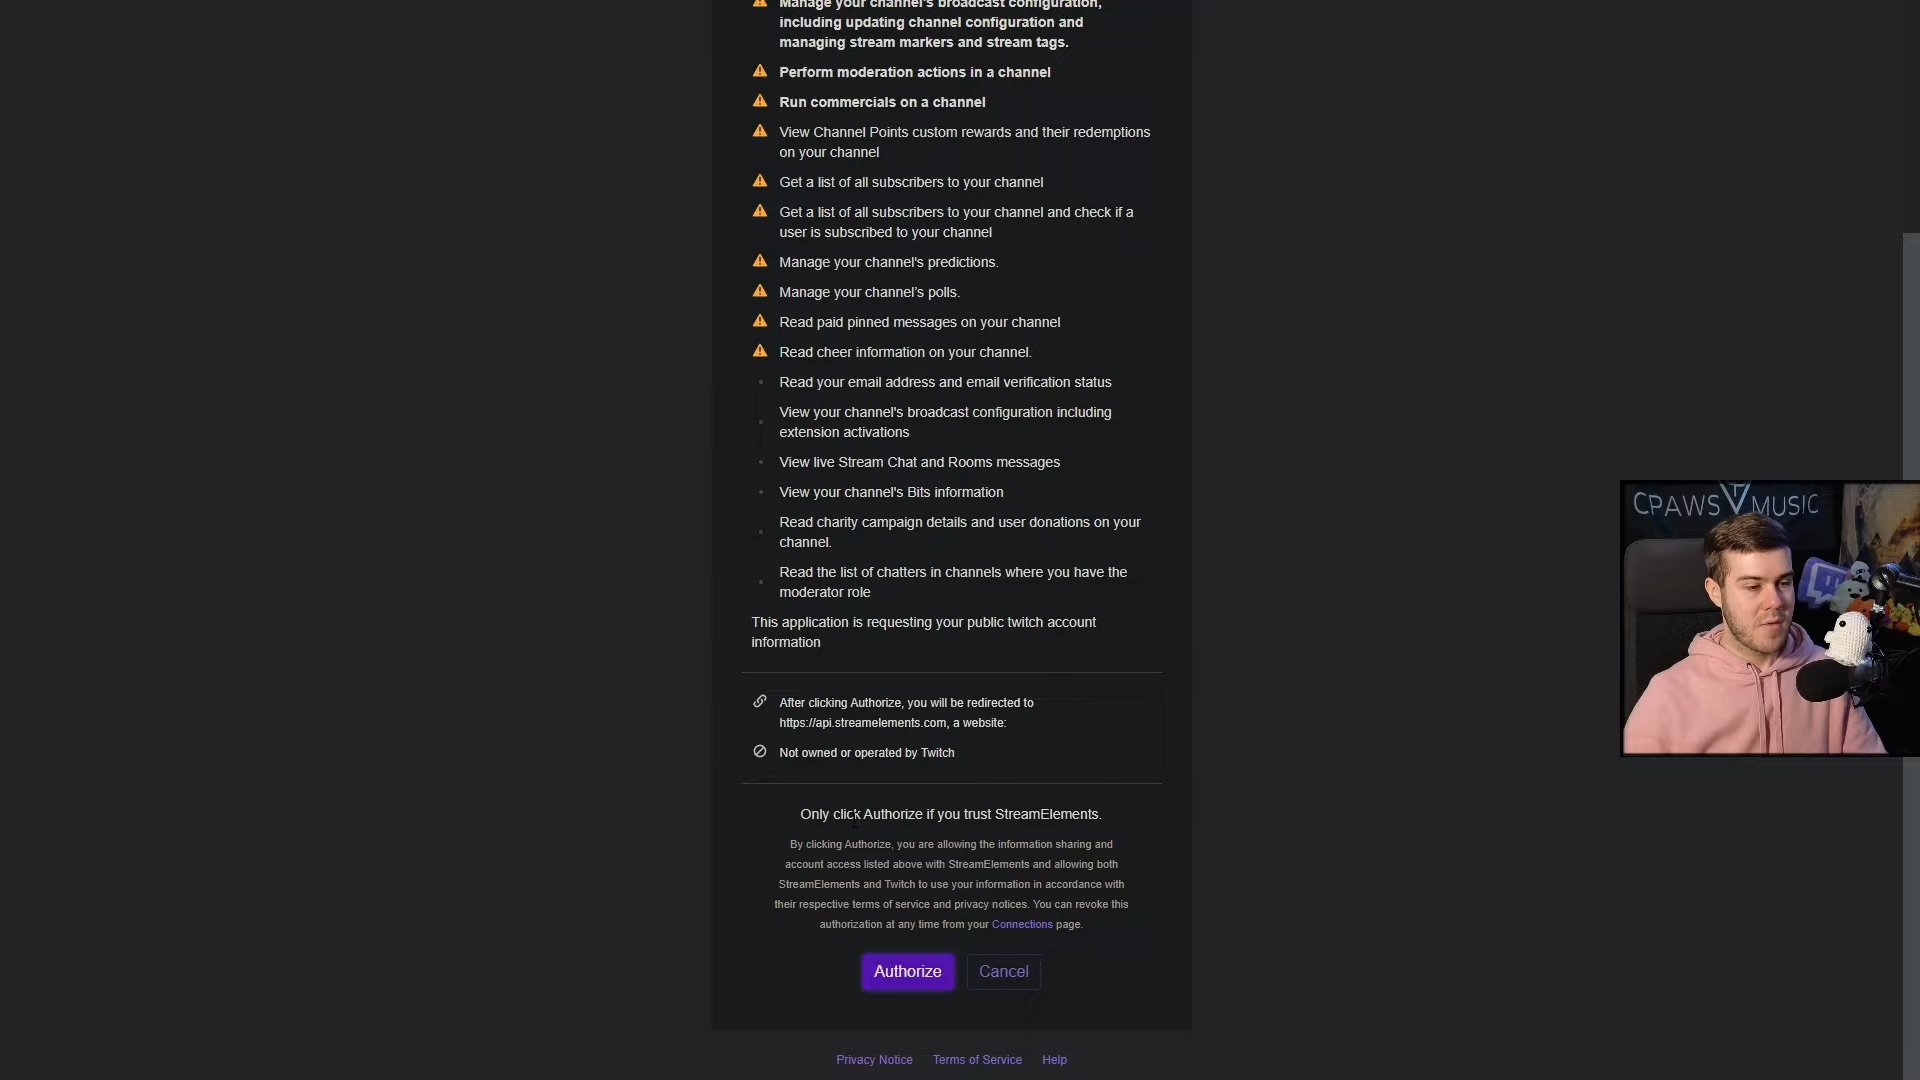 Manage your channel's broadcast configuration,
including updating channel configuration and
managing stream markers and stream tags.
Perform moderation actions in a channel
Run commercials on a channel
View Channel Points custom rewards and their redemptions
on your channel
Get a list of all subscribers to your channel
Get a list of all subscribers to your channel and check if a
user is subscribed to your channel
Manage your channel's predictions.
Manage your channel's polls.
Read paid pinned messages on your channel
Read cheer information on your channel.
Read your email address and email verification status
View your channel's broadcast configuration including
extension activations
View live Stream Chat and Rooms messages
View your channel's Bits information
Read charity campaign details and user donations on your
channel.
Read the list of chatters in channels where you have the
moderator role
This application is requesting your public twitch account
information
After clicking Authorize, you will be redirected to
https://api.streamelements.com, a website:
Not owned or operated by Twitch
Only click Authorize if you trust StreamElements.
By clicking Authorize, you are allowing the information sharing and
account access listed above with StreamElements and allowing both
StreamElements and Twitch to use your information in accordance with
their respective terms of service and privacy notices. You can revoke this
authorization at any time from your Connections page.
Authorize Cancel
Privacy Notice Terms of Service Help
CPAWS MUSIC